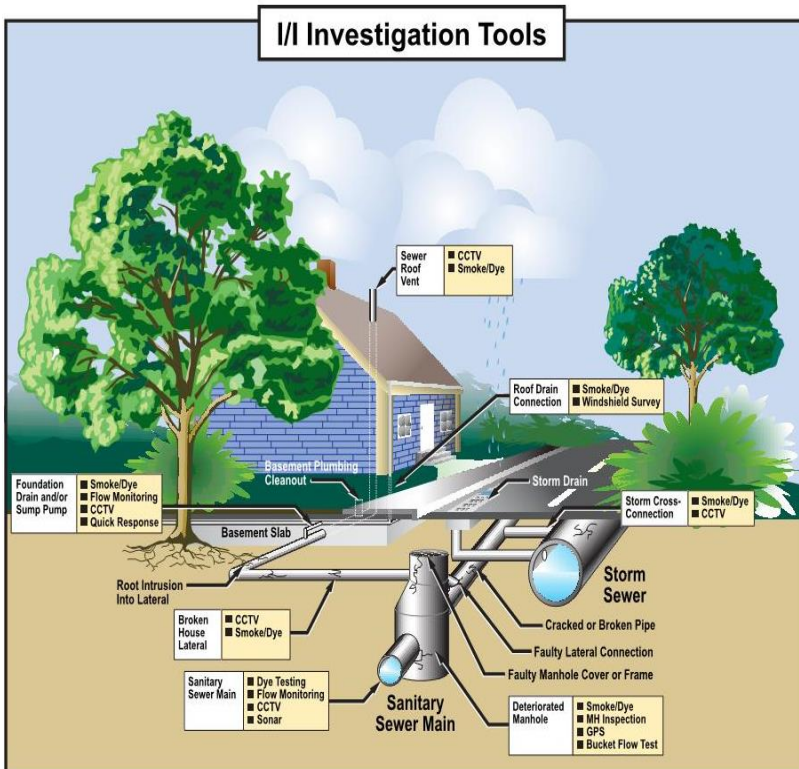 I/I Investigation Tools
Sewer
Roof
Vent
■ CCTV
■ Smoke/Dye
Roof Drain
Connection
■ Smoke/Dye
■ Windshield Survey
Basement Plumbing
Cleanout
Storm Drain
Foundation
Drain and/or
Sump Pump
■ Smoke/Dye
■ Flow Monitoring
■ CCTV
■ Quick Response
Storm Cross-
Connection
■ Smoke/Dye
■ CCTV
Basement Slab
Root Intrusion
Into Lateral
Storm
Sewer
Broken
House
Lateral
■ CCTV
■ Smoke/Dye
Cracked or Broken Pipe
Faulty Lateral Connection
Faulty Manhole Cover or Frame
Sanitary
Sewer Main
■ Dye Testing
■ Flow Monitoring
■ CCTV
■ Sonar
Sanitary
Sewer Main
Deteriorated
Manhole
■ Smoke/Dye
■ MH Inspection
■ GPS
■ Bucket Flow Test